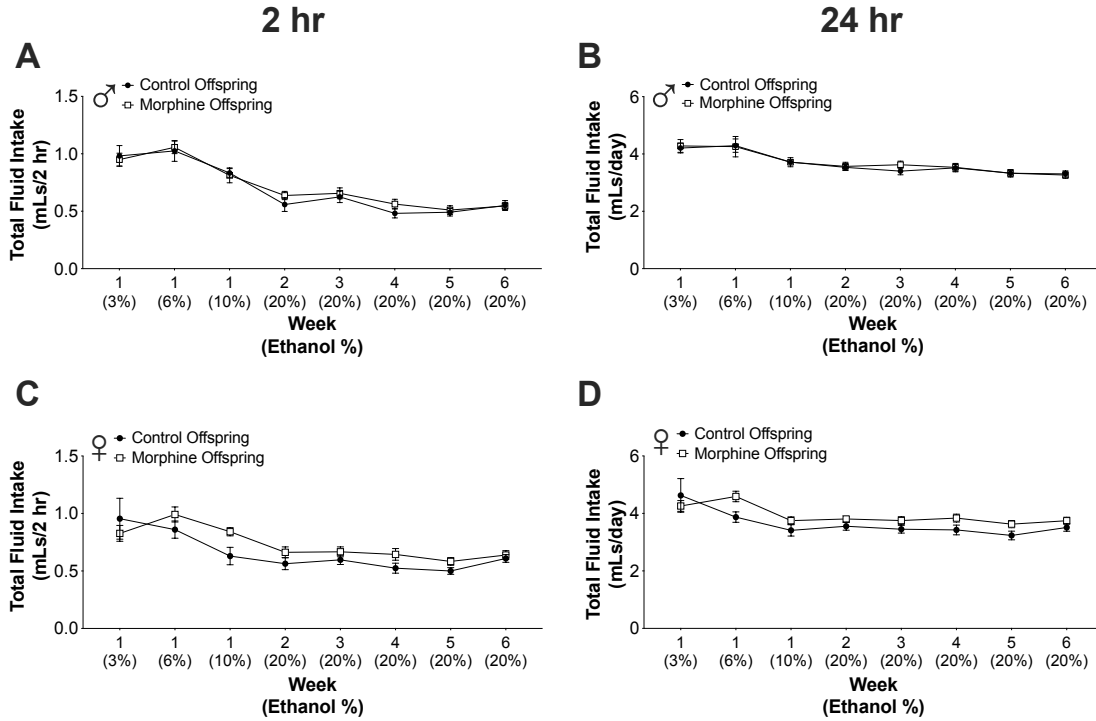 2 hr
24 hr
A
♂ Control Offspring
Morphine Offspring
Total Fluid Intake
(mLs/2 hr)
1.5
1.0
0.5
0.0
1 1 1 2 3 4 5 6
(3%) (6%) (10%) (20%) (20%) (20%) (20%) (20%)
Week
(Ethanol %)
B
♂ Control Offspring
Morphine Offspring
Total Fluid Intake
(mLs/day)
6
4
2
0
1 1 1 2 3 4 5 6
(3%) (6%) (10%) (20%) (20%) (20%) (20%) (20%)
Week
(Ethanol %)
C
♀ Control Offspring
Morphine Offspring
Total Fluid Intake
(mLs/2 hr)
1.5
1.0
0.5
0.0
1 1 1 2 3 4 5 6
(3%) (6%) (10%) (20%) (20%) (20%) (20%) (20%)
Week
(Ethanol %)
D
♀ Control Offspring
Morphine Offspring
Total Fluid Intake
(mLs/day)
6
4
2
0
1 1 1 2 3 4 5 6
(3%) (6%) (10%) (20%) (20%) (20%) (20%) (20%)
Week
(Ethanol %)